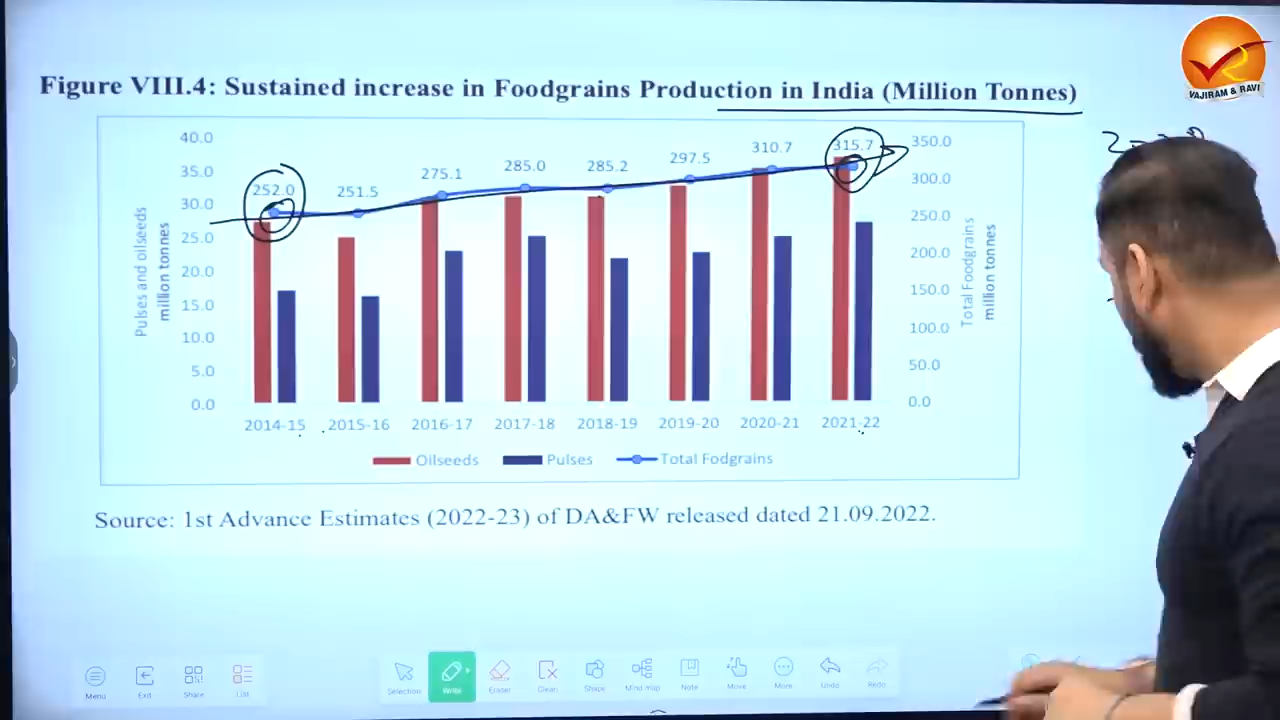 Figure VIII.4: Sustained increase in Foodgrains Production in India (Million Tonnes)
VAJIRAM & RAVI
40.0
35.0
30.0
25.0
20.0
15.0
10.0
5.0
0.0
Pulses and oilseeds
million tonnes
252.0 251.5 275.1 285.0 285.2 297.5 310.7 315.7
350.0
300.0
250.0
200.0
150.0
100.0
50.0
0.0
Total Foodgrains
million tonnes
2014-15 2015-16 2016-17 2017-18 2018-19 2019-20 2020-21 2021-22
Oilseeds Pulses Total Fodgrains
Source: 1st Advance Estimates (2022-23) of DA&FW released dated 21.09.2022.
Menu Exit Share List Selection Write Eraser Clean Shape Mind map Note Move More Undo Redo